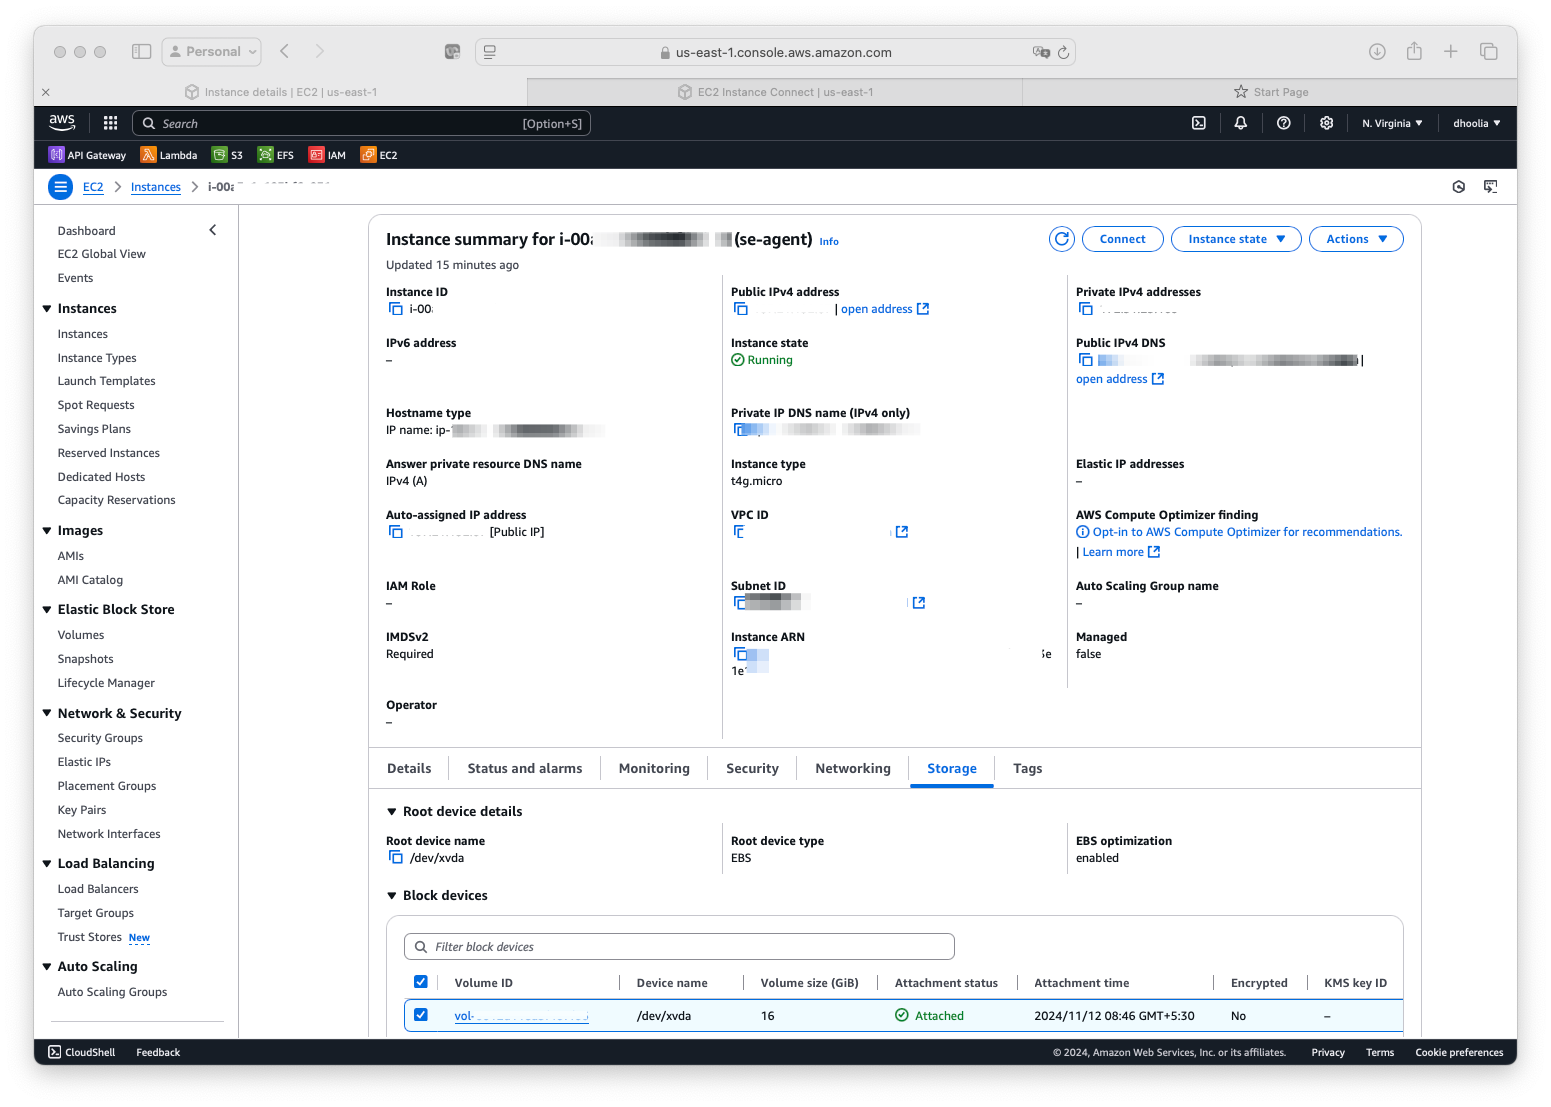 Personal
us-east-1.console.aws.amazon.com
Instance details | EC2 | us-east-1
EC2 Instance Connect | us-east-1
Start Page
aws
Search
[Option+S]
N. Virginia
dhoolia
API Gateway
Lambda
S3
EFS
IAM
EC2
EC2
Instances
i-00
Dashboard
EC2 Global View
Events
Instances
Instances
Instance Types
Launch Templates
Spot Requests
Savings Plans
Reserved Instances
Dedicated Hosts
Capacity Reservations
Images
AMIs
AMI Catalog
Elastic Block Store
Volumes
Snapshots
Lifecycle Manager
Network & Security
Security Groups
Elastic IPs
Placement Groups
Key Pairs
Network Interfaces
Load Balancing
Load Balancers
Target Groups
Trust Stores New
Auto Scaling
Auto Scaling Groups
Instance summary for i-00 (se-agent) Info
Updated 15 minutes ago
Connect
Instance state
Actions
Instance ID
i-00
Public IPv4 address
| open address
Private IPv4 addresses
IPv6 address
–
Instance state
Running
Public IPv4 DNS
|
open address
Hostname type
IP name: ip-
Private IP DNS name (IPv4 only)
Answer private resource DNS name
IPv4 (A)
Instance type
t4g.micro
Elastic IP addresses
–
Auto-assigned IP address
[Public IP]
VPC ID
AWS Compute Optimizer finding
Opt-in to AWS Compute Optimizer for recommendations.
| Learn more
IAM Role
–
Subnet ID
Auto Scaling Group name
–
IMDSv2
Required
Instance ARN
1e
Managed
false
Operator
–
Details
Status and alarms
Monitoring
Security
Networking
Storage
Tags
Root device details
Root device name
/dev/xvda
Root device type
EBS
EBS optimization
enabled
Block devices
Filter block devices
Volume ID
Device name
Volume size (GiB)
Attachment status
Attachment time
Encrypted
KMS key ID
vol-
/dev/xvda
16
Attached
2024/11/12 08:46 GMT+5:30
No
–
CloudShell
Feedback
© 2024, Amazon Web Services, Inc. or its affiliates.
Privacy
Terms
Cookie preferences